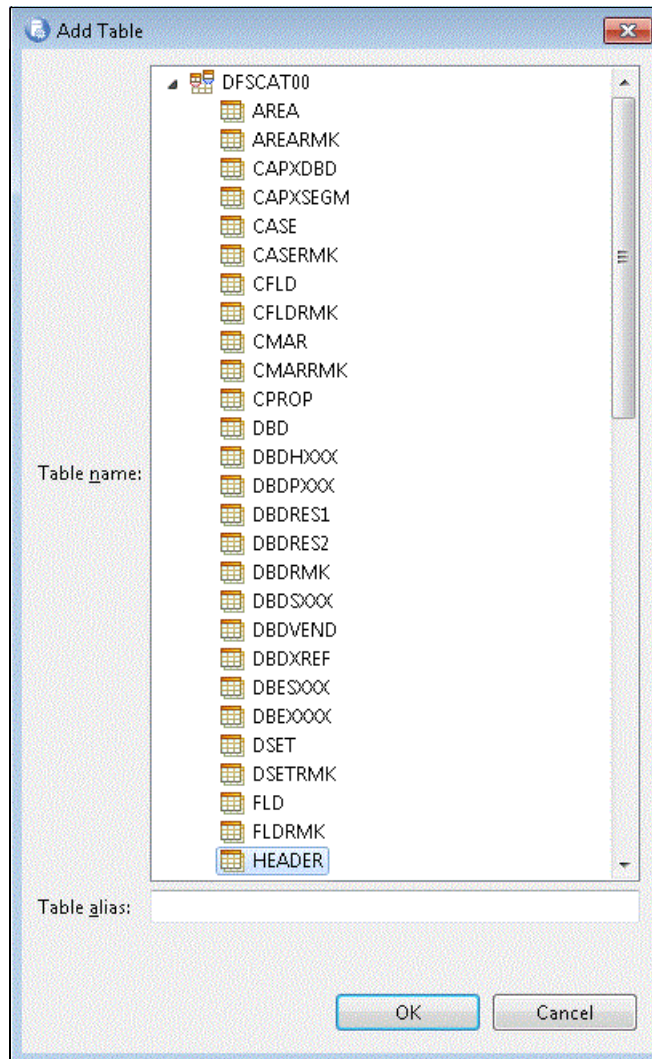 Add Table
DFSCAT00
AREA
AREARMK
CAPXDBD
CAPXSEGM
CASE
CASERMK
CFLD
CFLDRMK
CMAR
CMARRMK
CPROP
DBD
DBDHXXX
Table name:
DBDPXXX
DBDRES1
DBDRES2
DBDRMK
DBDSXXX
DBDVEND
DBDXREF
DBESXXX
DBEXXXX
DSET
DSETRMK
FLD
FLDRMK
HEADER
Table alias:
OK
Cancel